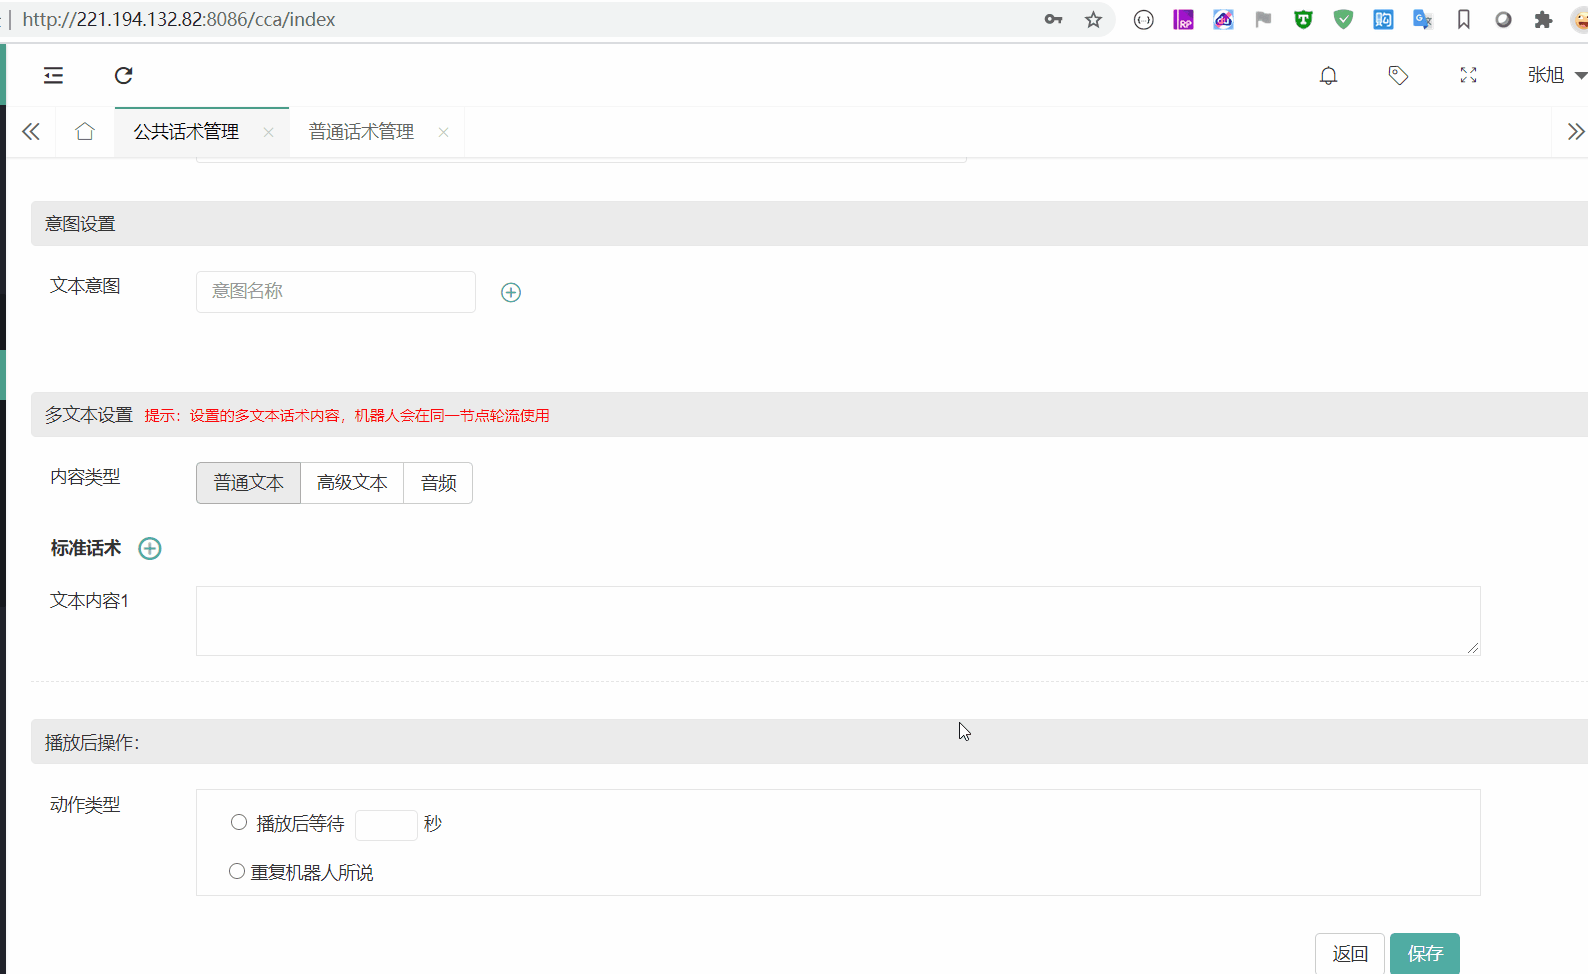 http://221.194.132.82:8086/cca/index
张旭
公共话术管理
普通话术管理
意图设置
文本意图 意图名称
多文本设置 提示：设置的多文本话术内容，机器人会在同一节点轮流使用
内容类型 普通文本 高级文本 音频
标准话术
文本内容1
播放后操作：
动作类型
播放后等待 秒
重复机器人所说
返回 保存